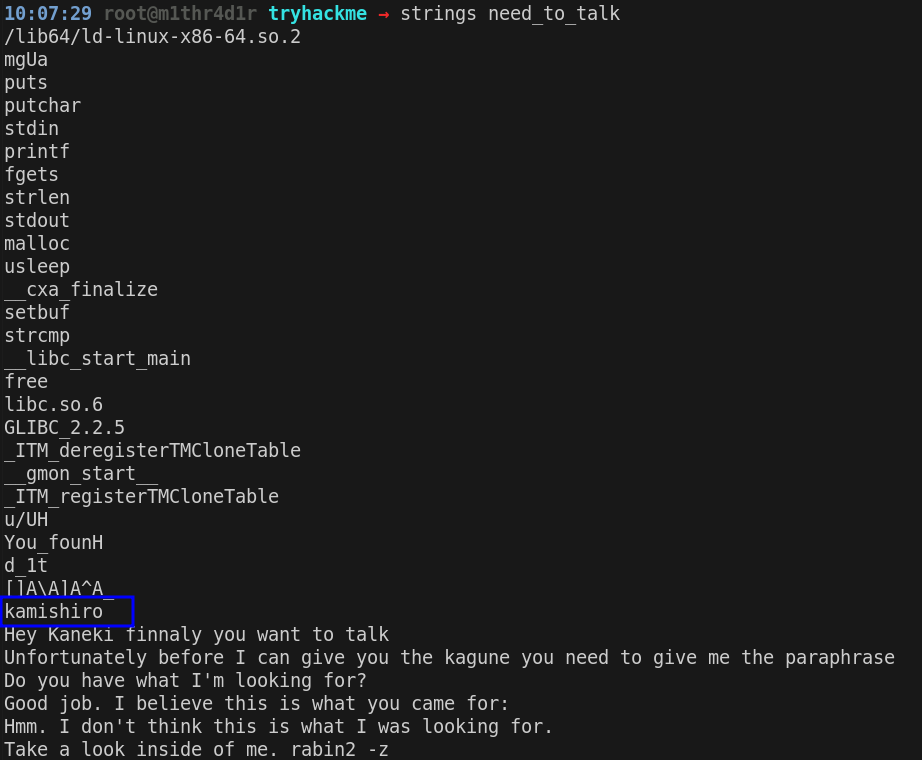 10:07:29 root@m1thr4d1r tryhackme → strings need_to_talk
/lib64/ld-linux-x86-64.so.2
mgUa
puts
putchar
stdin
printf
fgets
strlen
stdout
malloc
usleep
__cxa_finalize
setbuf
strcmp
__libc_start_main
free
libc.so.6
GLIBC_2.2.5
_ITM_deregisterTMCloneTable
__gmon_start__
_ITM_registerTMCloneTable
u/UH
You_founH
d_1t
[]A\A]A^A_
kamishiro
Hey Kaneki finnaly you want to talk
Unfortunately before I can give you the kagune you need to give me the paraphrase
Do you have what I'm looking for?
Good job. I believe this is what you came for:
Hmm. I don't think this is what I was looking for.
Take a look inside of me. rabin2 -z